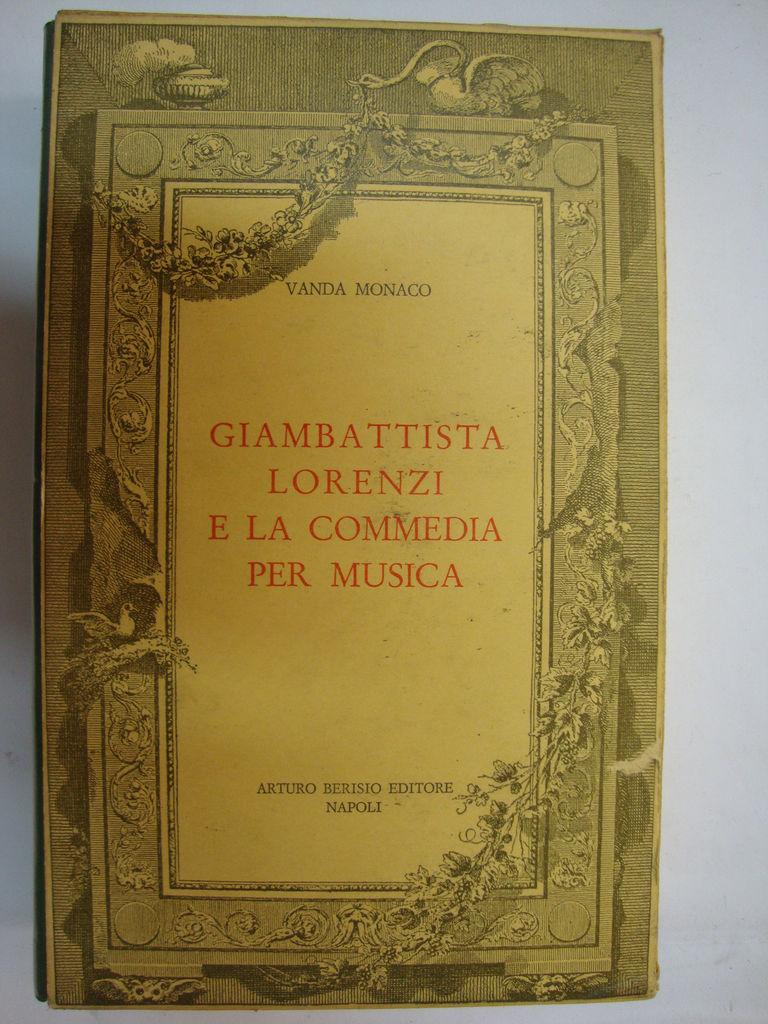 VANDA MONACO
GIAMBATTISTA
LORENZI
E LA COMMEDIA
PER MUSICA
ARTURO BERISIO EDITORE
NAPOLI